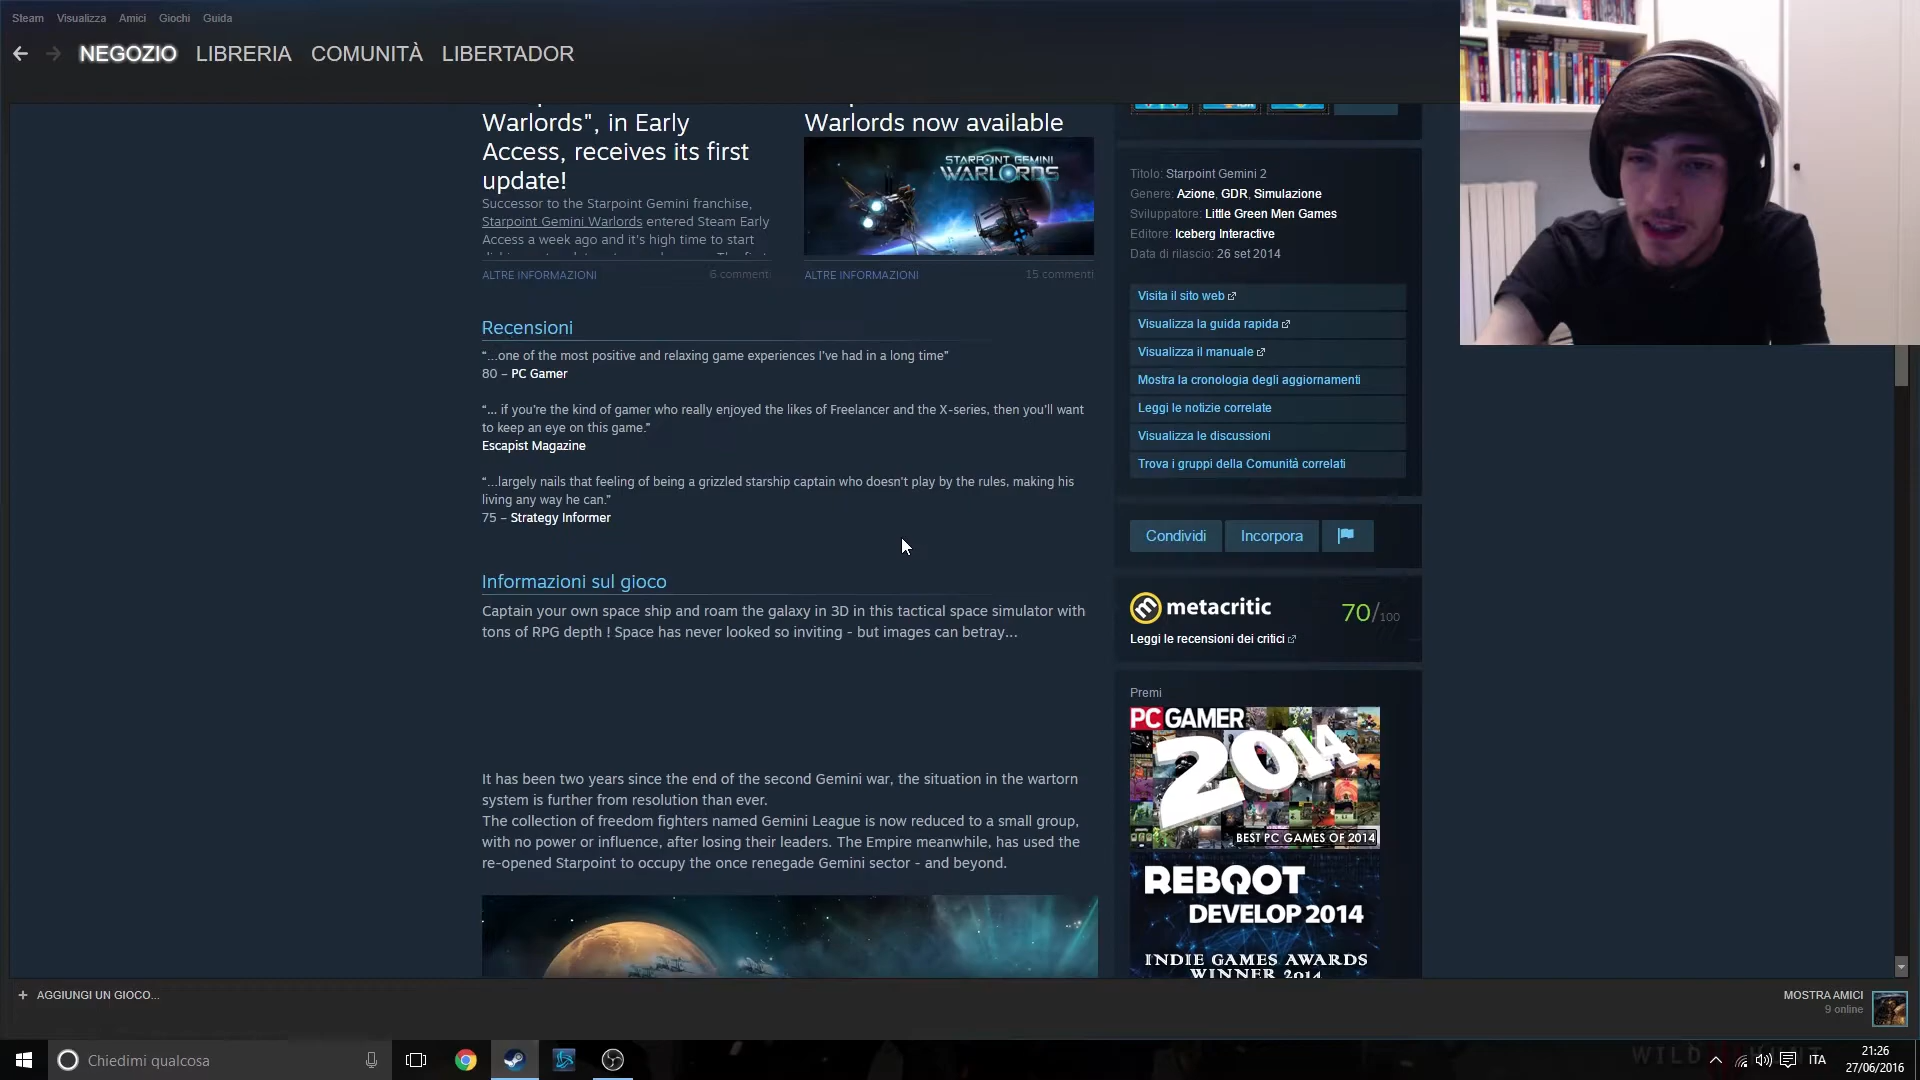 Steam Visualizza Amici Giochi Guida
NEGOZIO LIBRERIA COMUNITÀ LIBERTADOR
Warlords", in Early
Access, receives its first
update!
Successor to the Starpoint Gemini franchise,
Starpoint Gemini Warlords entered Steam Early
Access a week ago and it's high time to start
ALTRE INFORMAZIONI 6 commenti
Warlords now available
STARPOINT GEMINI
WARLORDS
ALTRE INFORMAZIONI 15 commenti
Recensioni
“...one of the most positive and relaxing game experiences I've had in a long time”
80 – PC Gamer
“... if you're the kind of gamer who really enjoyed the likes of Freelancer and the X-series, then you'll want
to keep an eye on this game.”
Escapist Magazine
“...largely nails that feeling of being a grizzled starship captain who doesn't play by the rules, making his
living any way he can.”
75 – Strategy Informer
Informazioni sul gioco
Captain your own space ship and roam the galaxy in 3D in this tactical space simulator with
tons of RPG depth ! Space has never looked so inviting - but images can betray...
It has been two years since the end of the second Gemini war, the situation in the wartorn
system is further from resolution than ever.
The collection of freedom fighters named Gemini League is now reduced to a small group,
with no power or influence, after losing their leaders. The Empire meanwhile, has used the
re-opened Starpoint to occupy the once renegade Gemini sector - and beyond.
Titolo: Starpoint Gemini 2
Genere: Azione, GDR, Simulazione
Sviluppatore: Little Green Men Games
Editore: Iceberg Interactive
Data di rilascio: 26 set 2014
Visita il sito web
Visualizza la guida rapida
Visualizza il manuale
Mostra la cronologia degli aggiornamenti
Leggi le notizie correlate
Visualizza le discussioni
Trova i gruppi della Comunità correlati
Condividi Incorpora
metacritic 70/100
Leggi le recensioni dei critici
Premi
PC GAMER
2014
BEST PC GAMES OF 2014
REBOOT
DEVELOP 2014
INDIE GAMES AWARDS
WINNER 2014
+ AGGIUNGI UN GIOCO...
MOSTRA AMICI
9 online
Chiedimi qualcosa
WILD HUNT
ITA
21:26
27/06/2016